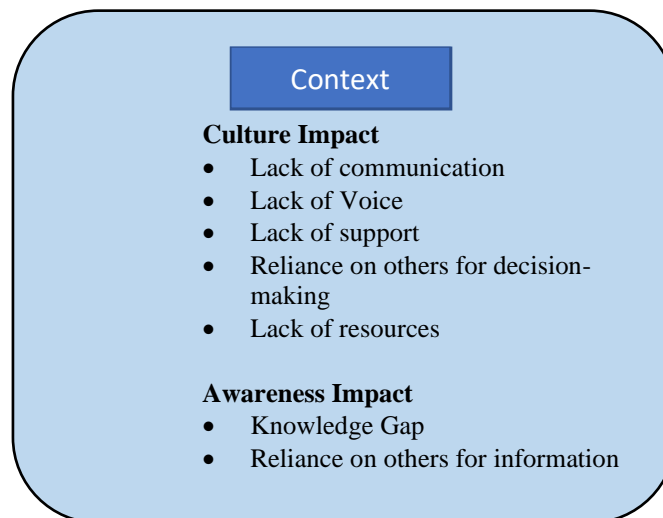 Context
Culture Impact
• Lack of communication
• Lack of Voice
• Lack of support
• Reliance on others for decision-
making
• Lack of resources
Awareness Impact
• Knowledge Gap
• Reliance on others for information